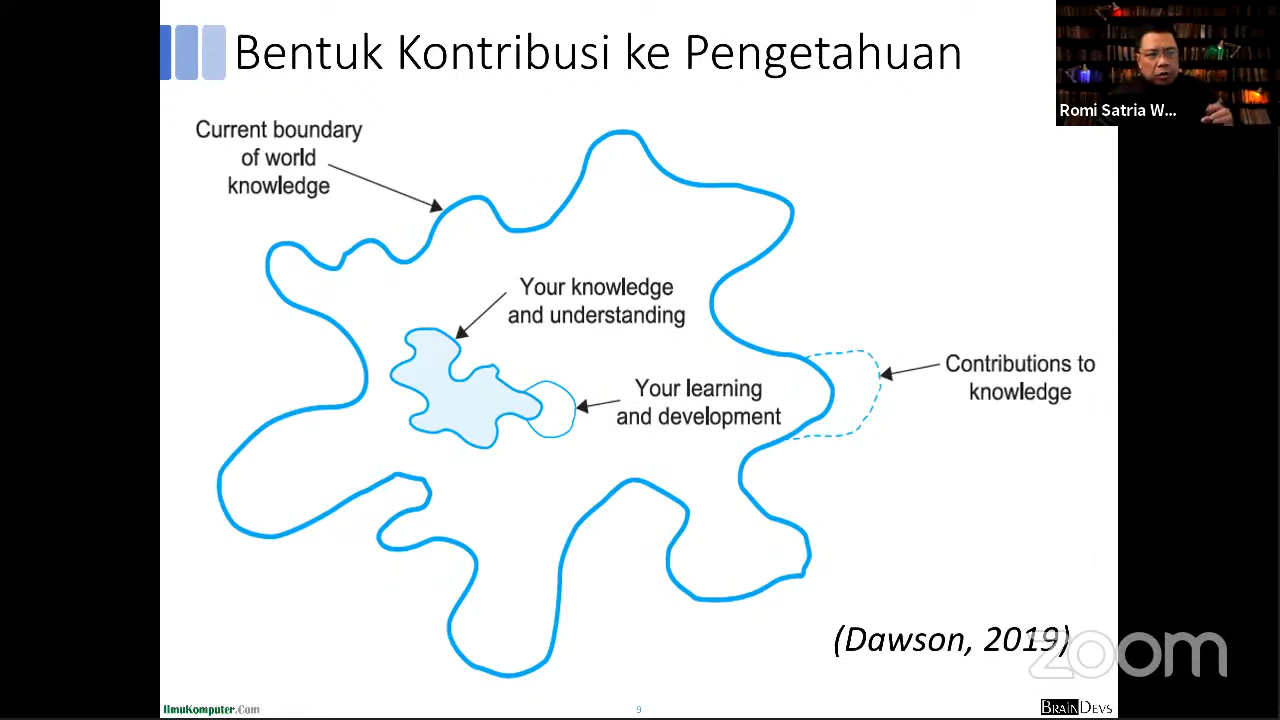 Bentuk Kontribusi ke Pengetahuan
Romi Satria W...
Current boundary
of world
knowledge
Your knowledge
and understanding
Contributions to
knowledge
Your learning
and development
(Dawson, 2019)
zoom
IlmuKomputer.Com
9
BRAINDEVS